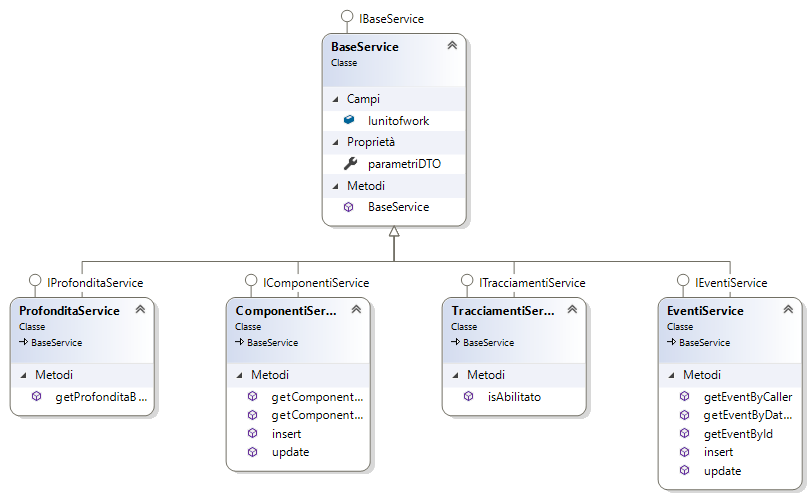 IBaseService
BaseService
Classe
Campi
Iunitofwork
Proprietà
parametriDTO
Metodi
BaseService
IProfonditaService
ProfonditaService
Classe
BaseService
Metodi
getProfonditaB...
IComponentiService
ComponentiSer...
Classe
BaseService
Metodi
getComponent...
getComponent...
insert
update
ITracciamentiService
TracciamentiSer...
Classe
BaseService
Metodi
isAbilitato
IEventiService
EventiService
Classe
BaseService
Metodi
getEventByCaller
getEventByDat...
getEventById
insert
update